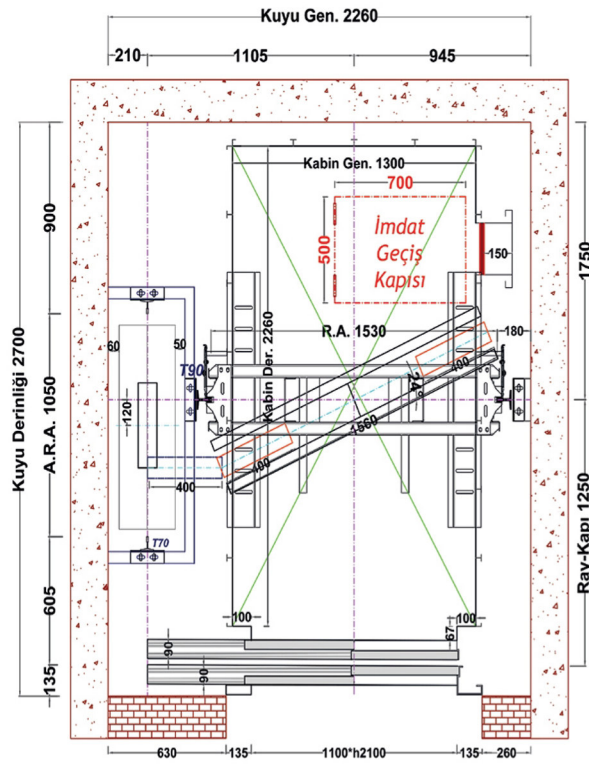 Kuyu Gen. 2260
210
1105
945
900
Kabin Gen. 1300
700
500
İmdat
Geçiş
Kapısı
150
1750
Kuyu Derinliği 2700
A.R.A. 1050
60
50
R.A. 1530
180
T90
Kabin Der. 2260
400
120
1560
400
400
T70
Ray-Kapı 1250
605
100
100
67
90
90
135
630
135
1100*h2100
135
260